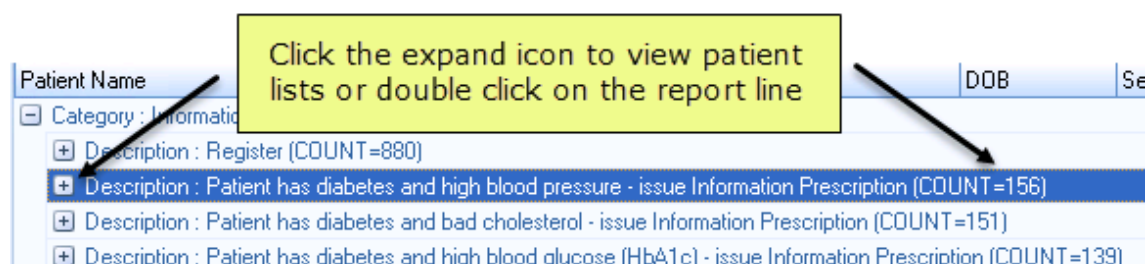 Click the expand icon to view patient
lists or double click on the report line
Patient Name DOB Se
Category : Informatio
Description : Register (COUNT=880)
Description : Patient has diabetes and high blood pressure - issue Information Prescription (COUNT=156)
Description : Patient has diabetes and bad cholesterol - issue Information Prescription (COUNT=151)
Description : Patient has diabetes and high blood glucose (HbA1c) - issue Information Prescription (COUNT=139)